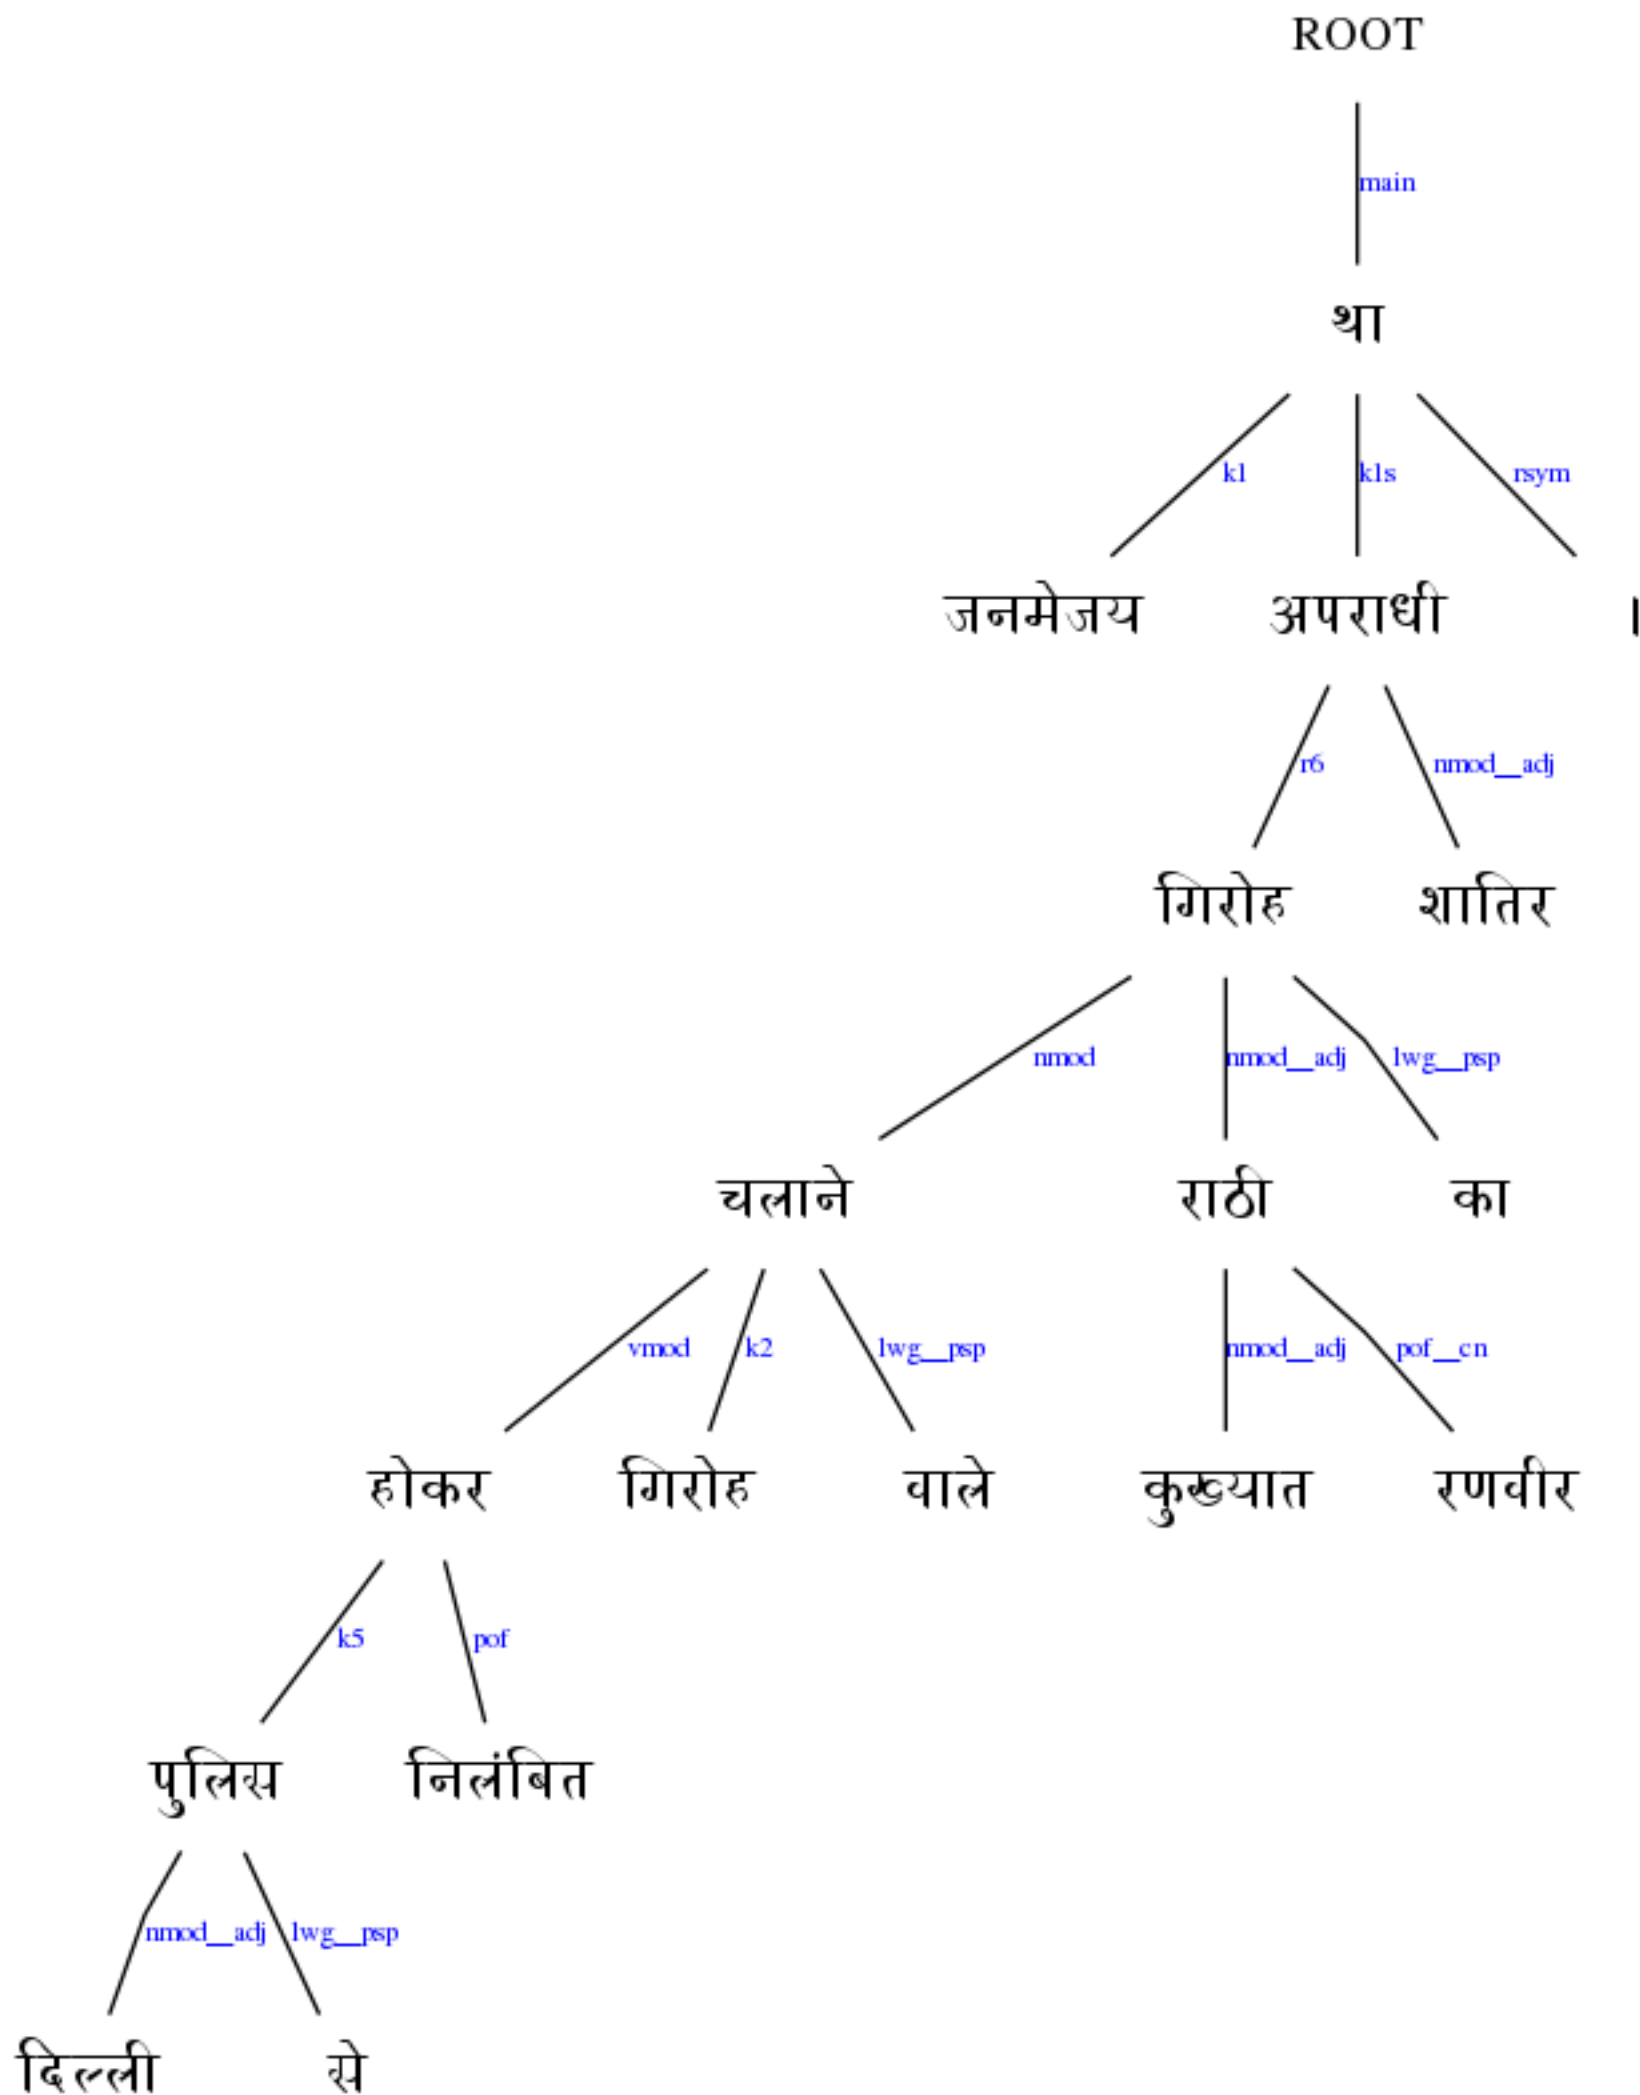 ROOT
main
था
k1 k1s rsym
जनमेजय अपराधी ।
r6 nmod__adj
गिरोह शातिर
nmod nmod__adj lwg__psp
चलाने राठी का
vmod k2 lwg__psp nmod__adj pof__cn
होकर गिरोह वाले कुख्यात रणवीर
k5 pof
पुलिस निलंबित
nmod__adj lwg__psp
दिल्ली से